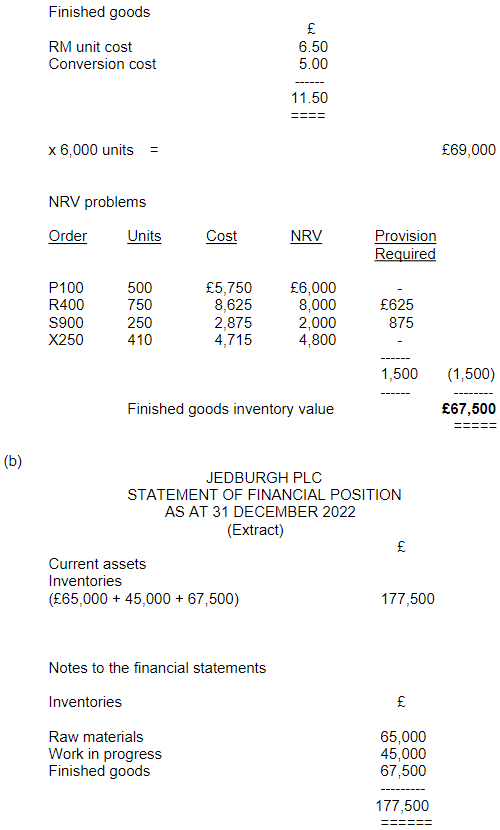 Finished goods
£
RM unit cost 6.50
Conversion cost 5.00
------
11.50
====
x 6,000 units = £69,000
NRV problems
Order Units Cost NRV Provision
Required
P100 500 £5,750 £6,000 -
R400 750 8,625 8,000 £625
S900 250 2,875 2,000 875
X250 410 4,715 4,800 -
------
1,500 (1,500)
------ --------
Finished goods inventory value £67,500
=====
(b)
JEDBURGH PLC
STATEMENT OF FINANCIAL POSITION
AS AT 31 DECEMBER 2022
(Extract)
£
Current assets
Inventories
(£65,000 + 45,000 + 67,500) 177,500
Notes to the financial statements
Inventories £
Raw materials 65,000
Work in progress 45,000
Finished goods 67,500
---------
177,500
======